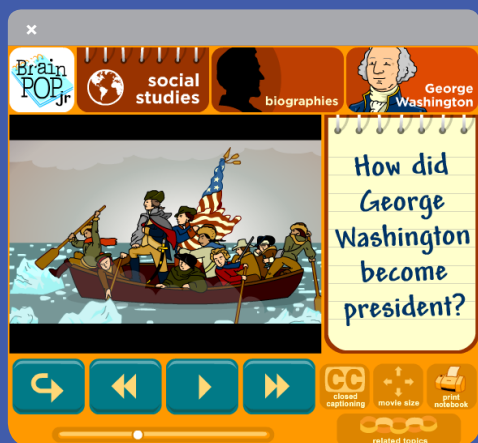 Brain
POP
jr
social
studies
biographies
George
Washington
How did
George
Washington
become
president?
CC
closed
captioning
movie size
print
notebook
related topics